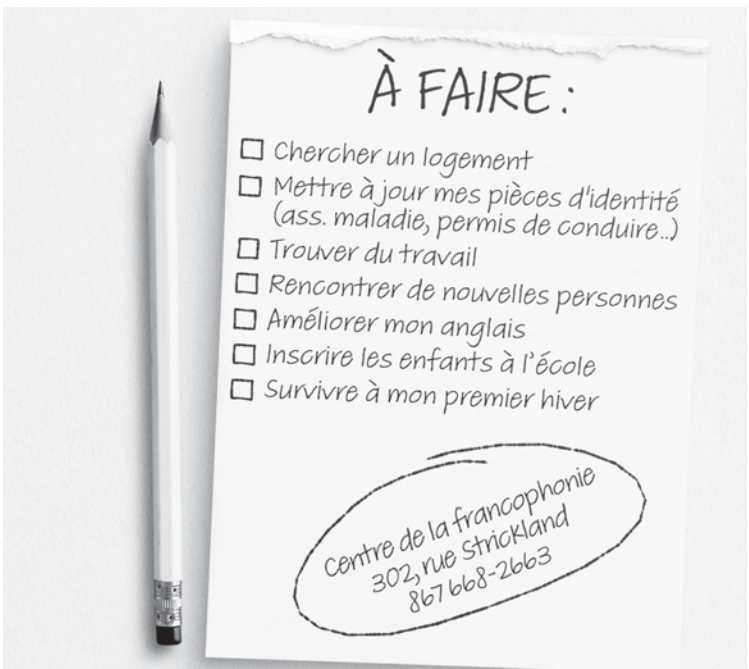 À FAIRE :
Chercher un logement
Mettre à jour mes pièces d'identité
(ass. maladie, permis de conduire...)
Trouver du travail
Rencontrer de nouvelles personnes
Améliorer mon anglais
Inscrire les enfants à l'école
Survivre à mon premier hiver
Centre de la francophonie
302, rue Strickland
867 668-2663